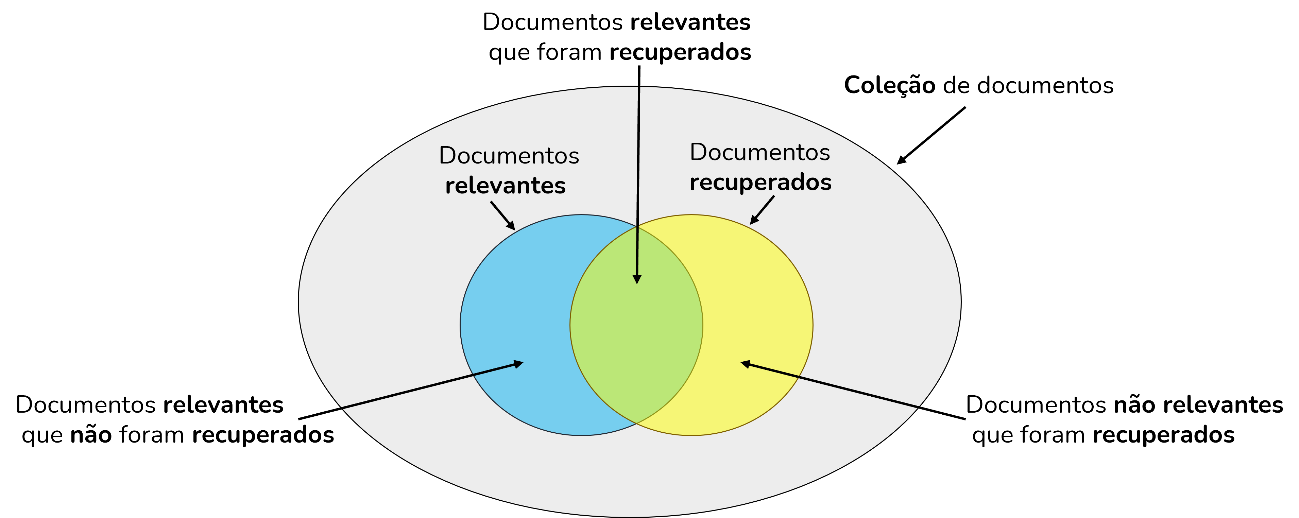 Documentos relevantes
que foram recuperados
Coleção de documentos
Documentos
relevantes
Documentos
recuperados
Documentos relevantes
que não foram recuperados
Documentos não relevantes
que foram recuperados